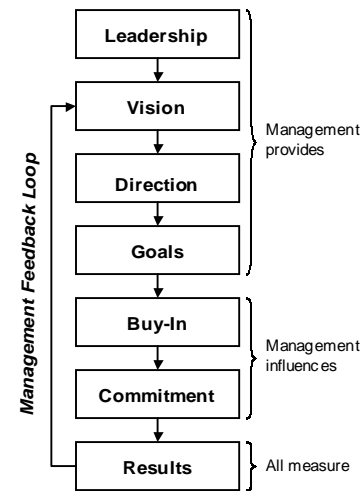 Leadership
Vision
Direction
Goals
Management
provides
Buy-In
Commitment
Management
influences
Results
All measure
Management Feedback Loop